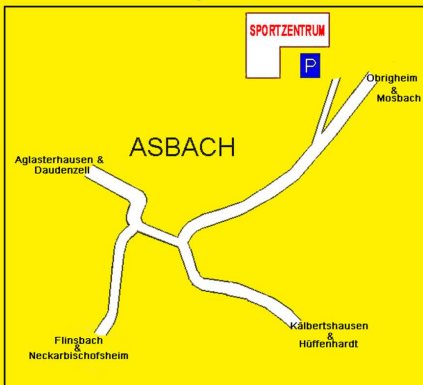 SPORTZENTRUM
P
Obrigheim
&
Mosbach
ASBACH
Aglasterhausen &
Daudenzell
Flinsbach
&
Neckarbischofsheim
Kälbertshausen
&
Hüffenhardt